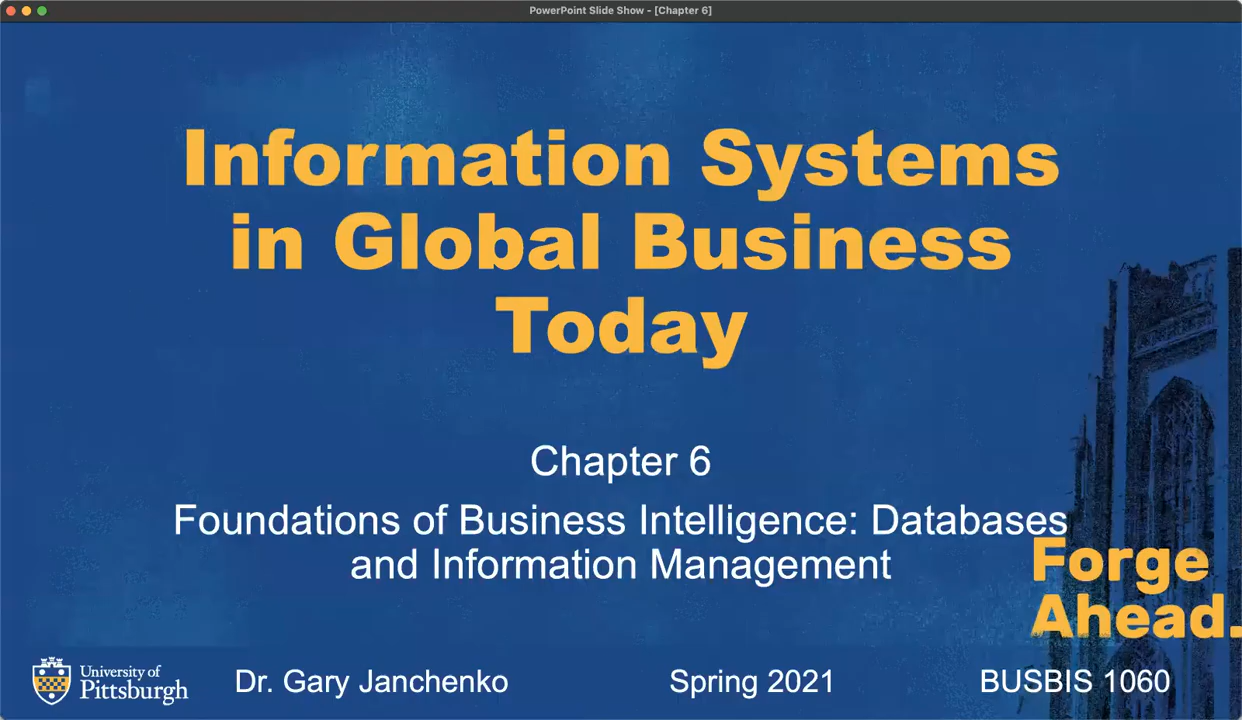 PowerPoint Slide Show - [Chapter 6]
Information Systems
in Global Business
Today
Chapter 6
Foundations of Business Intelligence: Databases
and Information Management
Forge
Ahead.
University of
Pittsburgh
Dr. Gary Janchenko
Spring 2021
BUSBIS 1060